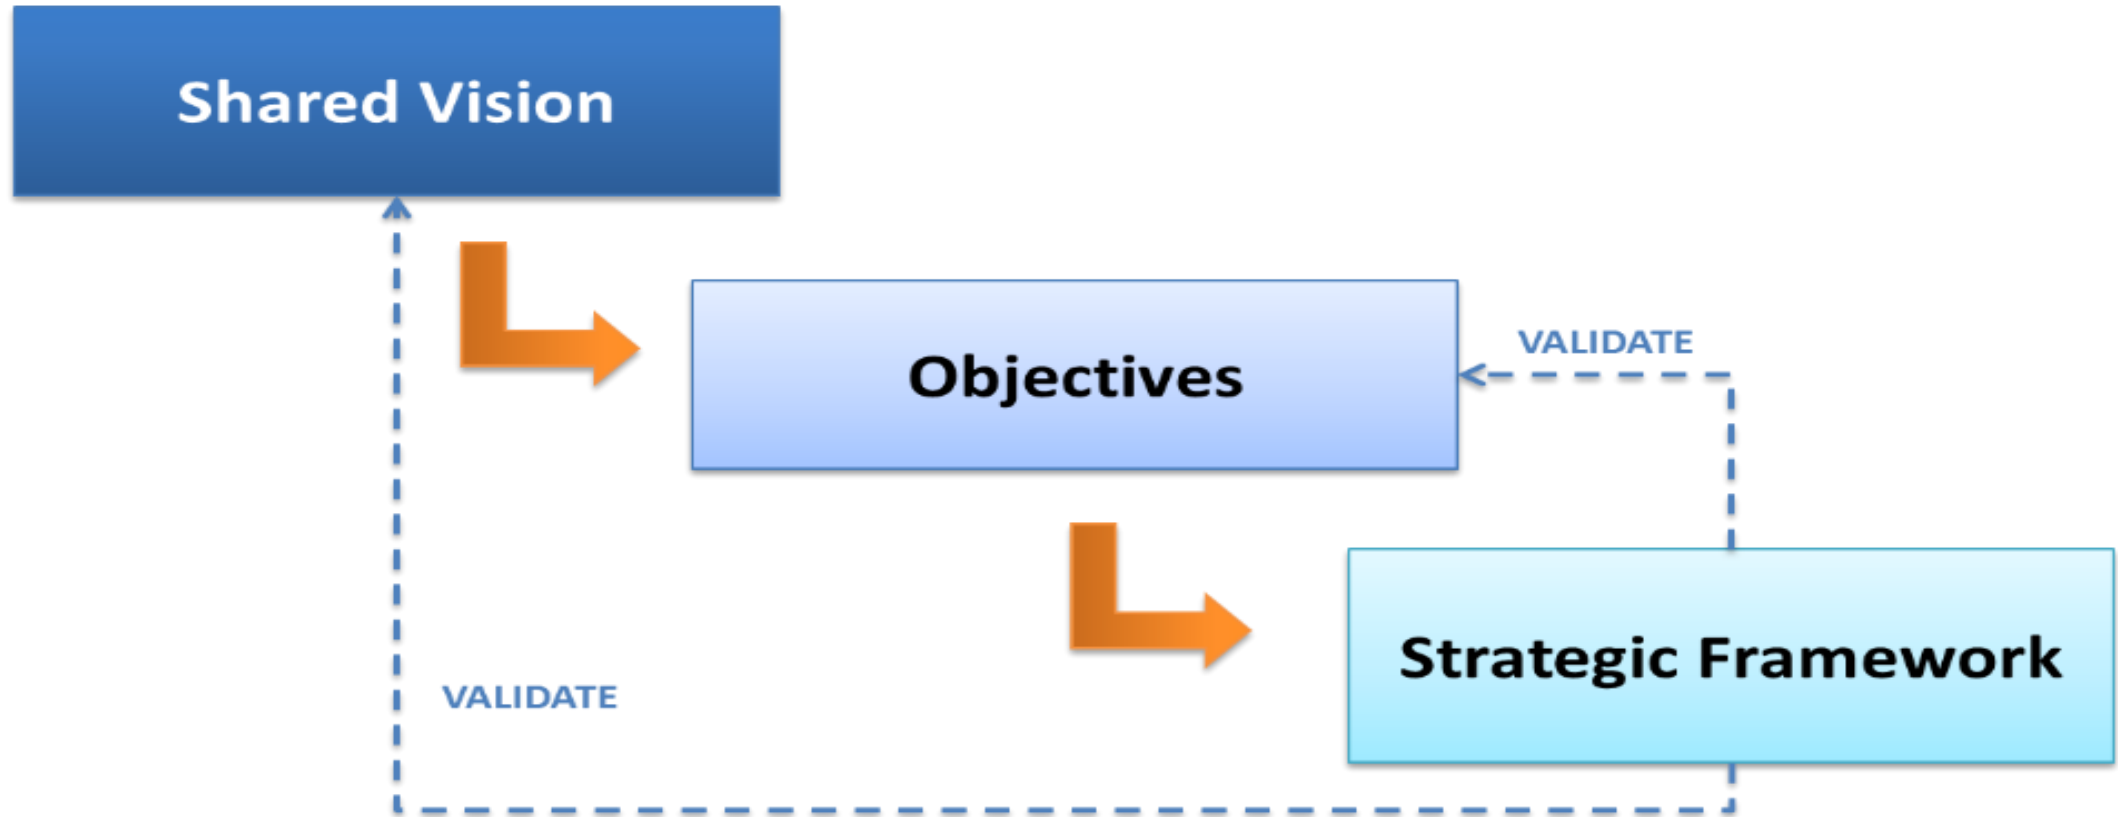 Shared Vision
Objectives
VALIDATE
Strategic Framework
VALIDATE